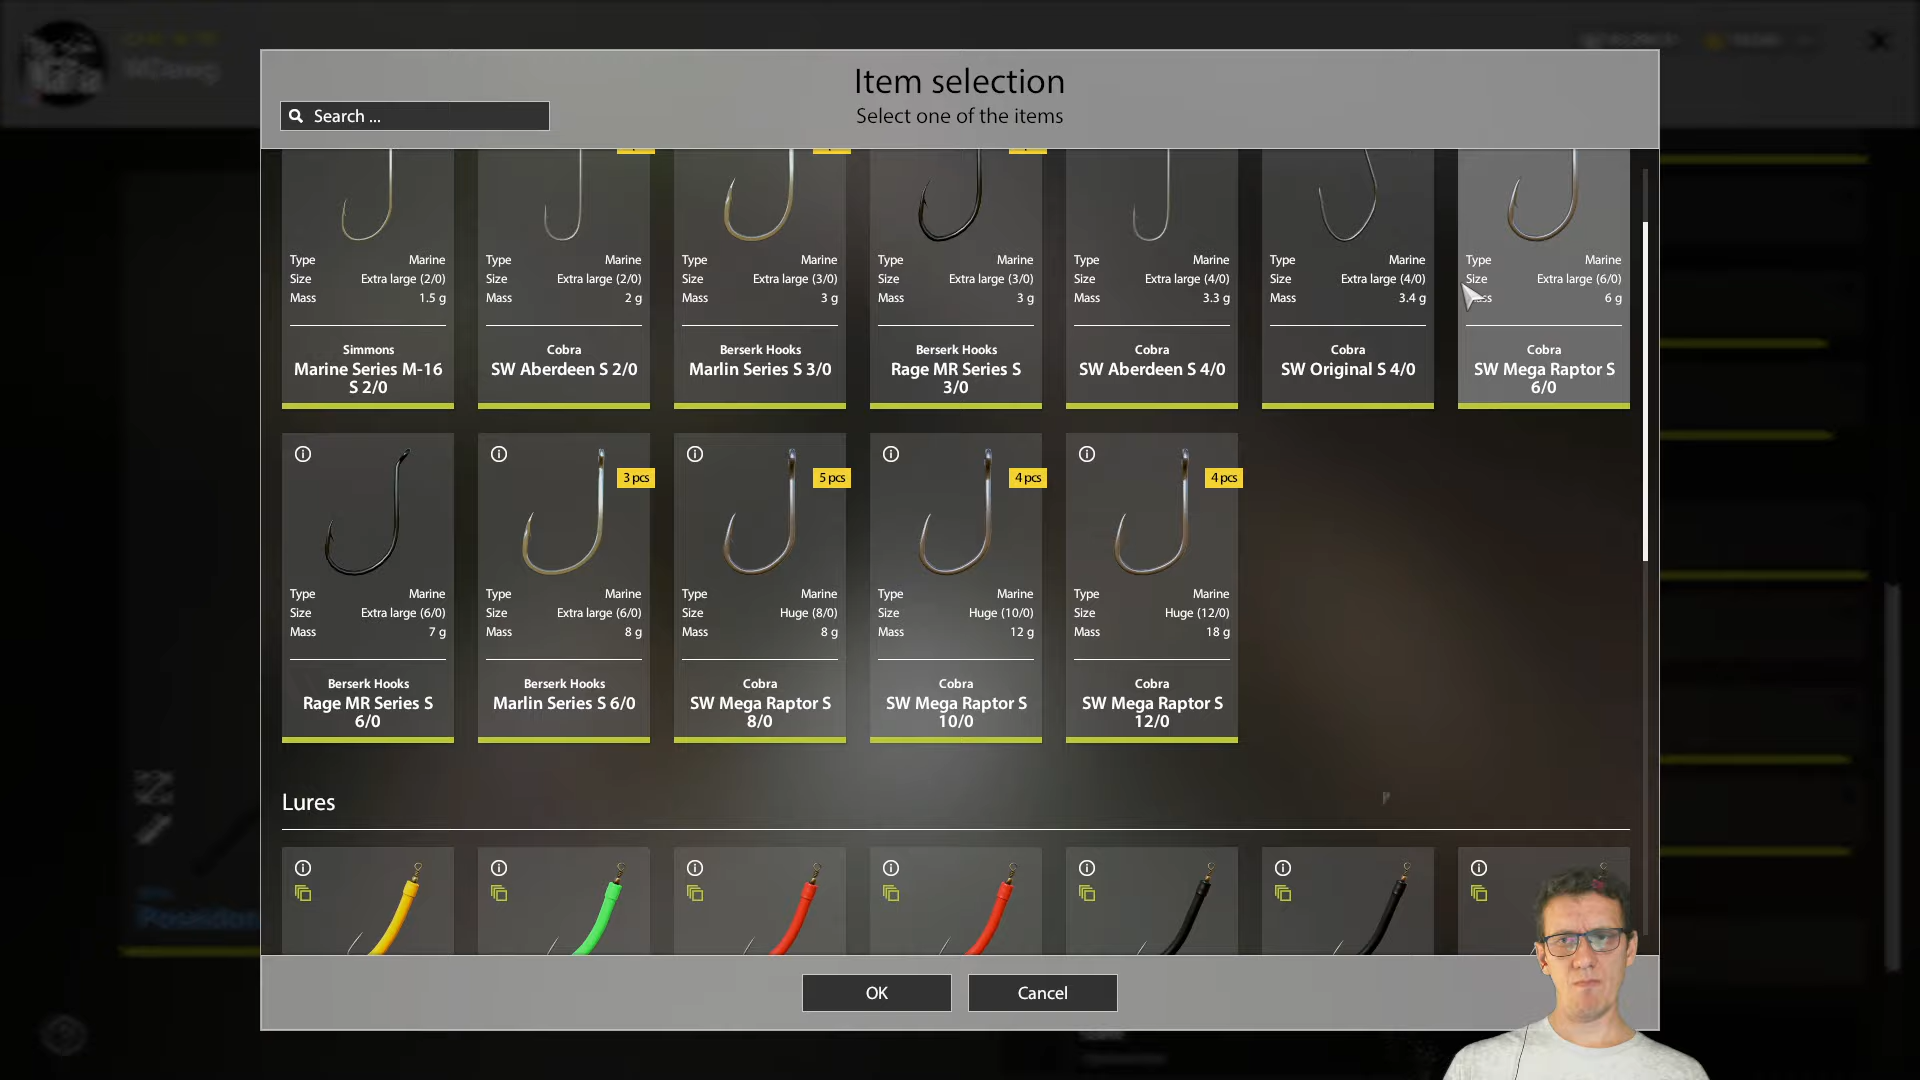 Item selection
Search ...
Select one of the items
Type Marine
Size Extra large (2/0)
Mass 1.5 g
Simmons
Marine Series M-16
S 2/0
Type Marine
Size Extra large (2/0)
Mass 2 g
Cobra
SW Aberdeen S 2/0
Type Marine
Size Extra large (3/0)
Mass 3 g
Berserk Hooks
Marlin Series S 3/0
Type Marine
Size Extra large (3/0)
Mass 3 g
Berserk Hooks
Rage MR Series S
3/0
Type Marine
Size Extra large (4/0)
Mass 3.3 g
Cobra
SW Aberdeen S 4/0
Type Marine
Size Extra large (4/0)
Mass 3.4 g
Cobra
SW Original S 4/0
Type Marine
Size Extra large (6/0)
6 g
Cobra
SW Mega Raptor S
6/0
Type Marine
Size Extra large (6/0)
Mass 7 g
Berserk Hooks
Rage MR Series S
6/0
3 pcs
Type Marine
Size Extra large (6/0)
Mass 8 g
Berserk Hooks
Marlin Series S 6/0
5 pcs
Type Marine
Size Huge (8/0)
Mass 8 g
Cobra
SW Mega Raptor S
8/0
4 pcs
Type Marine
Size Huge (10/0)
Mass 12 g
Cobra
SW Mega Raptor S
10/0
4 pcs
Type Marine
Size Huge (12/0)
Mass 18 g
Cobra
SW Mega Raptor S
12/0
Lures
OK
Cancel